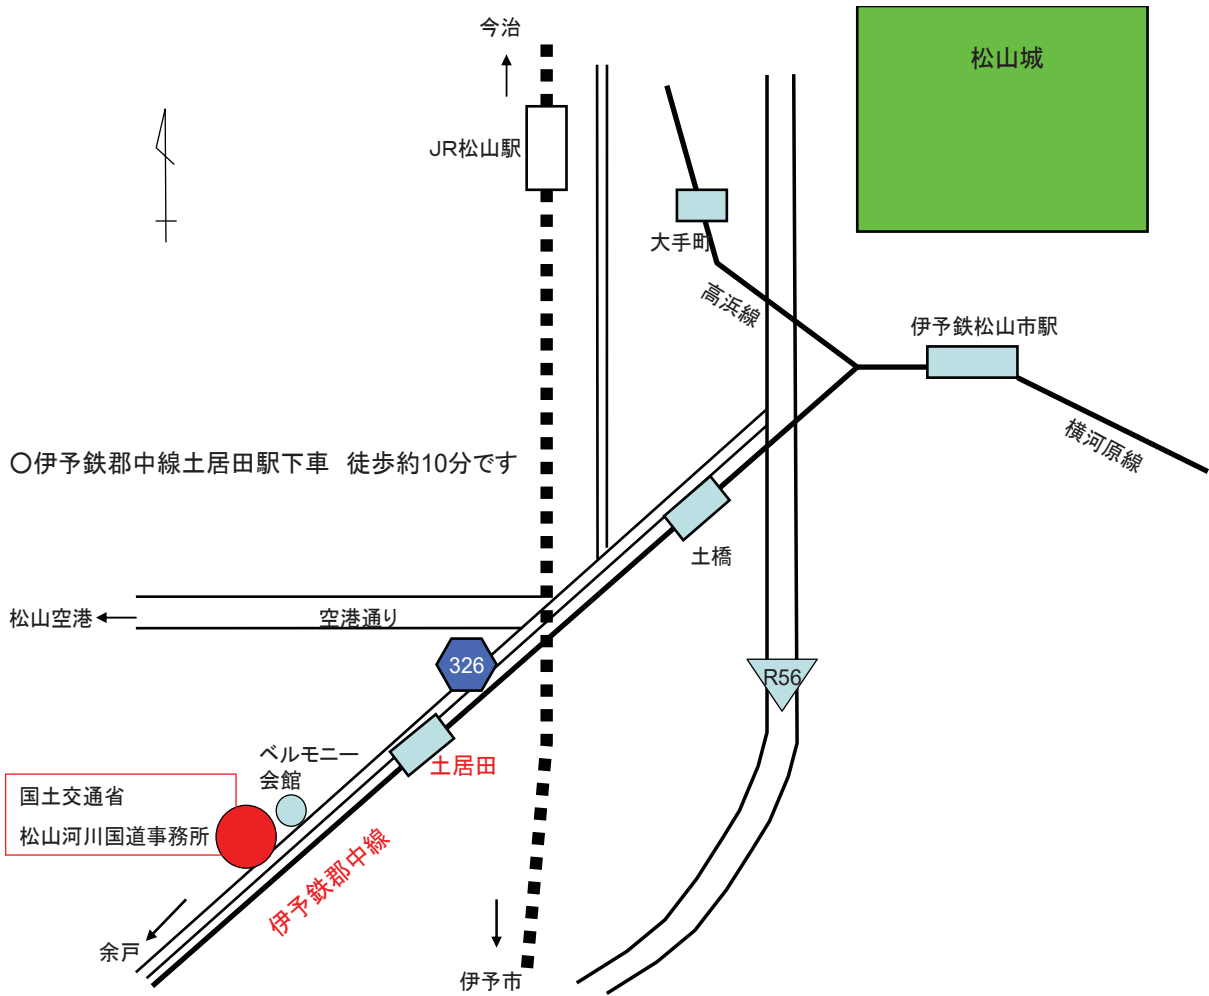 今治
松山城
JR松山駅
大手町
高浜線
伊予鉄松山市駅
横河原線
〇伊予鉄郡中線土居田駅下車　徒歩約10分です
土橋
松山空港
空港通り
326
R56
土居田
ベルモニー
会館
国土交通省
松山河川国道事務所
伊予鉄郡中線
余戸
伊予市